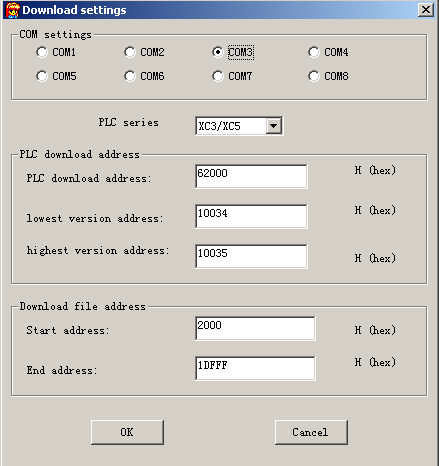 Download settings
COM settings
COM1 COM2 COM3 COM4
COM5 COM6 COM7 COM8
PLC series XC3/XC5
PLC download address
PLC download address: 62000 H (hex)
lowest version address: 10034 H (hex)
highest version address: 10035 H (hex)
Download file address
Start address: 2000 H (hex)
End address: 1DFFF H (hex)
OK Cancel